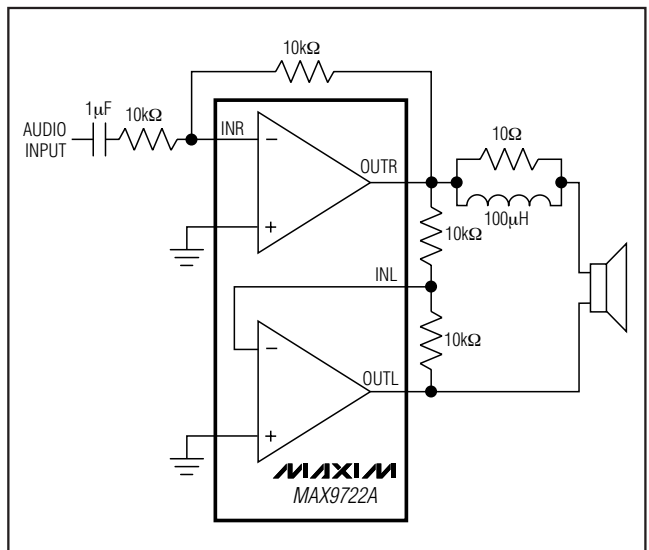 10kΩ
1μF
10kΩ
AUDIO
INPUT
INR
−
OUTR
+
10Ω
100μH
10kΩ
INL
10kΩ
−
OUTL
+
MAXIM
MAX9722A